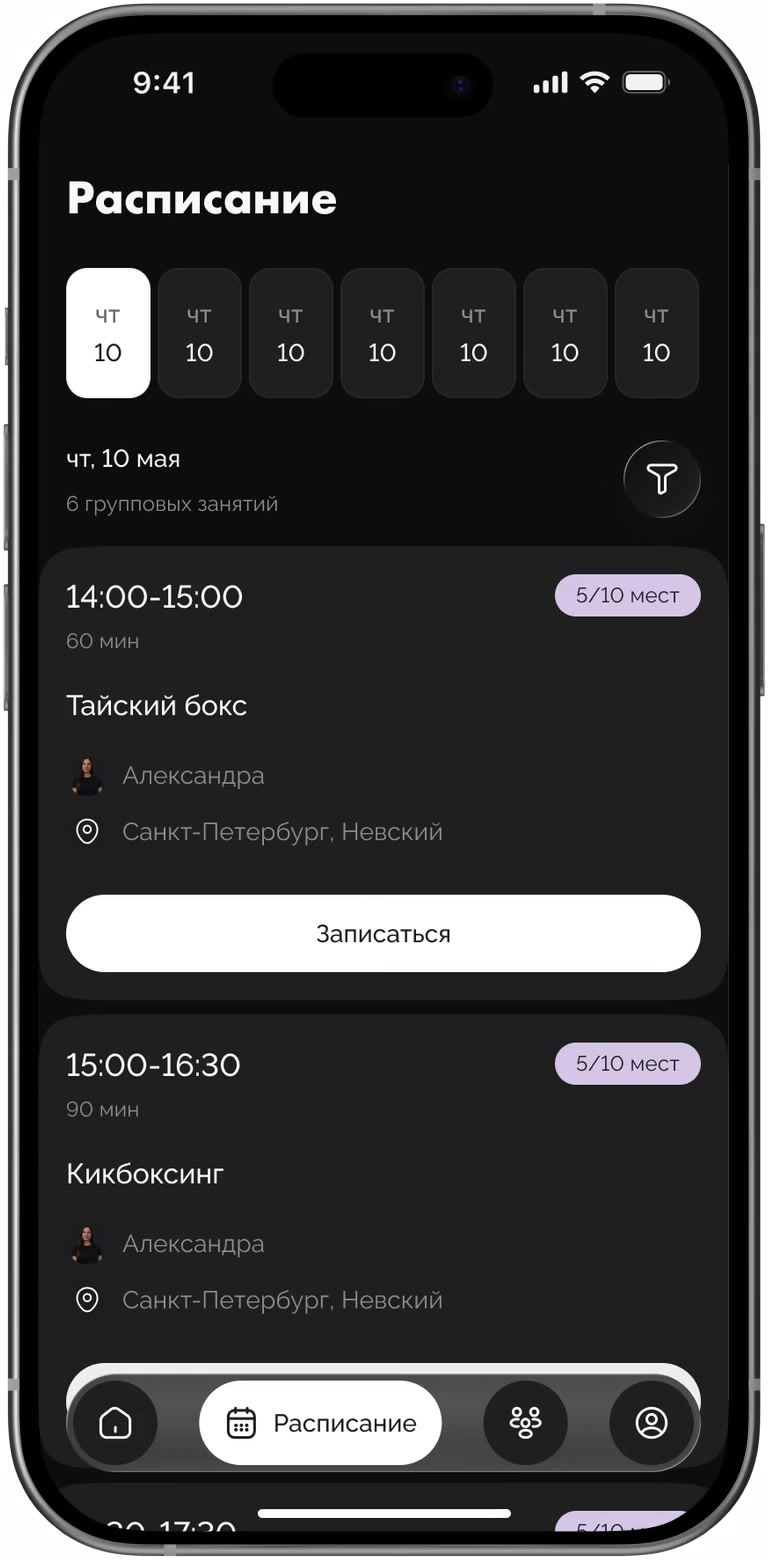 9:41
Расписание
чт чт чт чт чт чт чт
10 10 10 10 10 10 10
чт, 10 мая
6 групповых занятий
14:00-15:00 5/10 мест
60 мин
Тайский бокс
Александра
Санкт-Петербург, Невский
Записаться
15:00-16:30 5/10 мест
90 мин
Кикбоксинг
Александра
Санкт-Петербург, Невский
Расписание